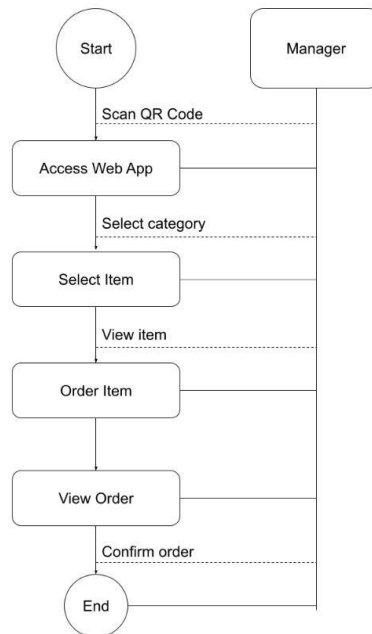 Start
Manager
Scan QR Code
Access Web App
Select category
Select Item
View item
Order Item
View Order
Confirm order
End